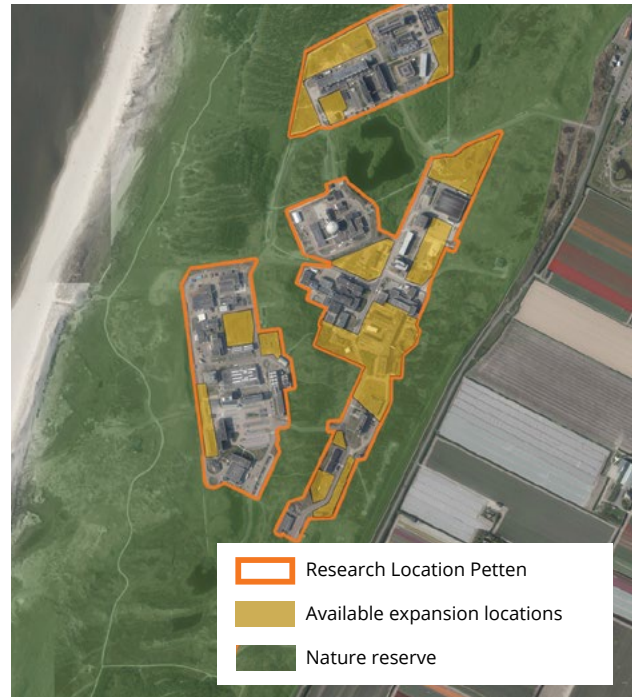 Research Location Petten
Available expansion locations
Nature reserve